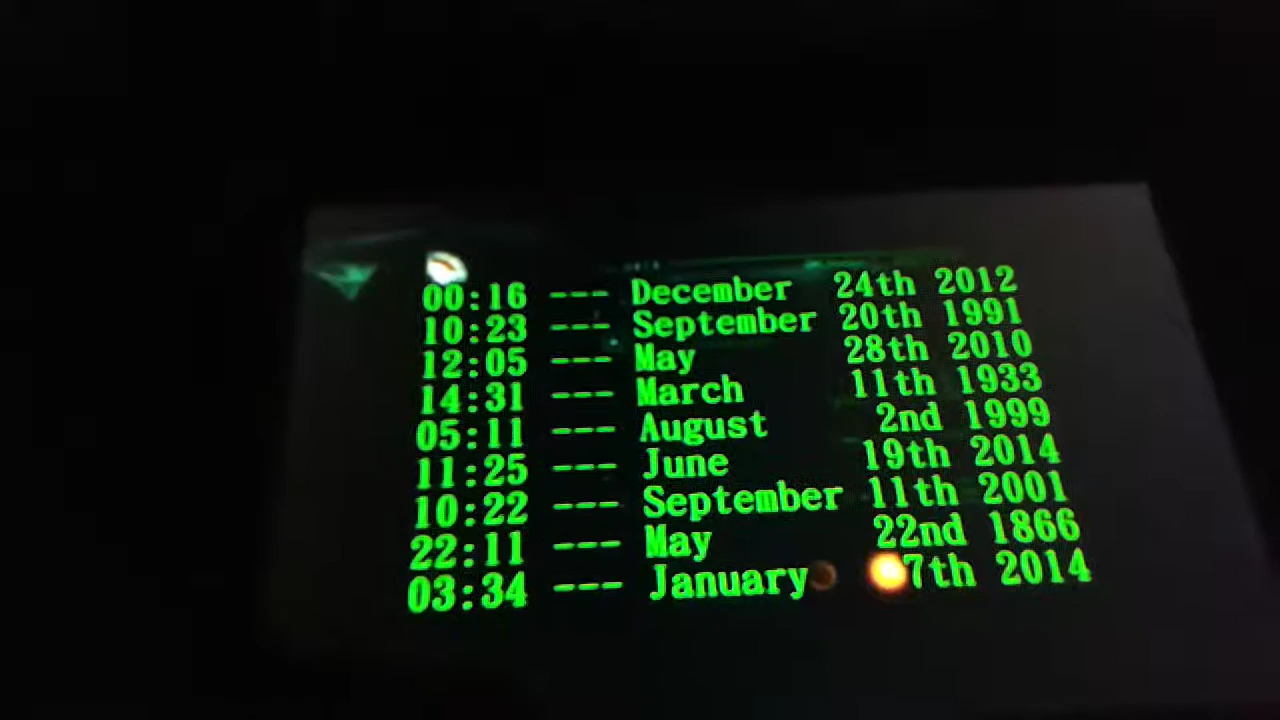 00:16 --- December 24th 2012
10:23 --- September 20th 1991
12:05 --- May 28th 2010
14:31 --- March 11th 1933
05:11 --- August 2nd 1999
11:25 --- June 19th 2014
10:22 --- September 11th 2001
22:11 --- May 22nd 1866
03:34 --- January 7th 2014